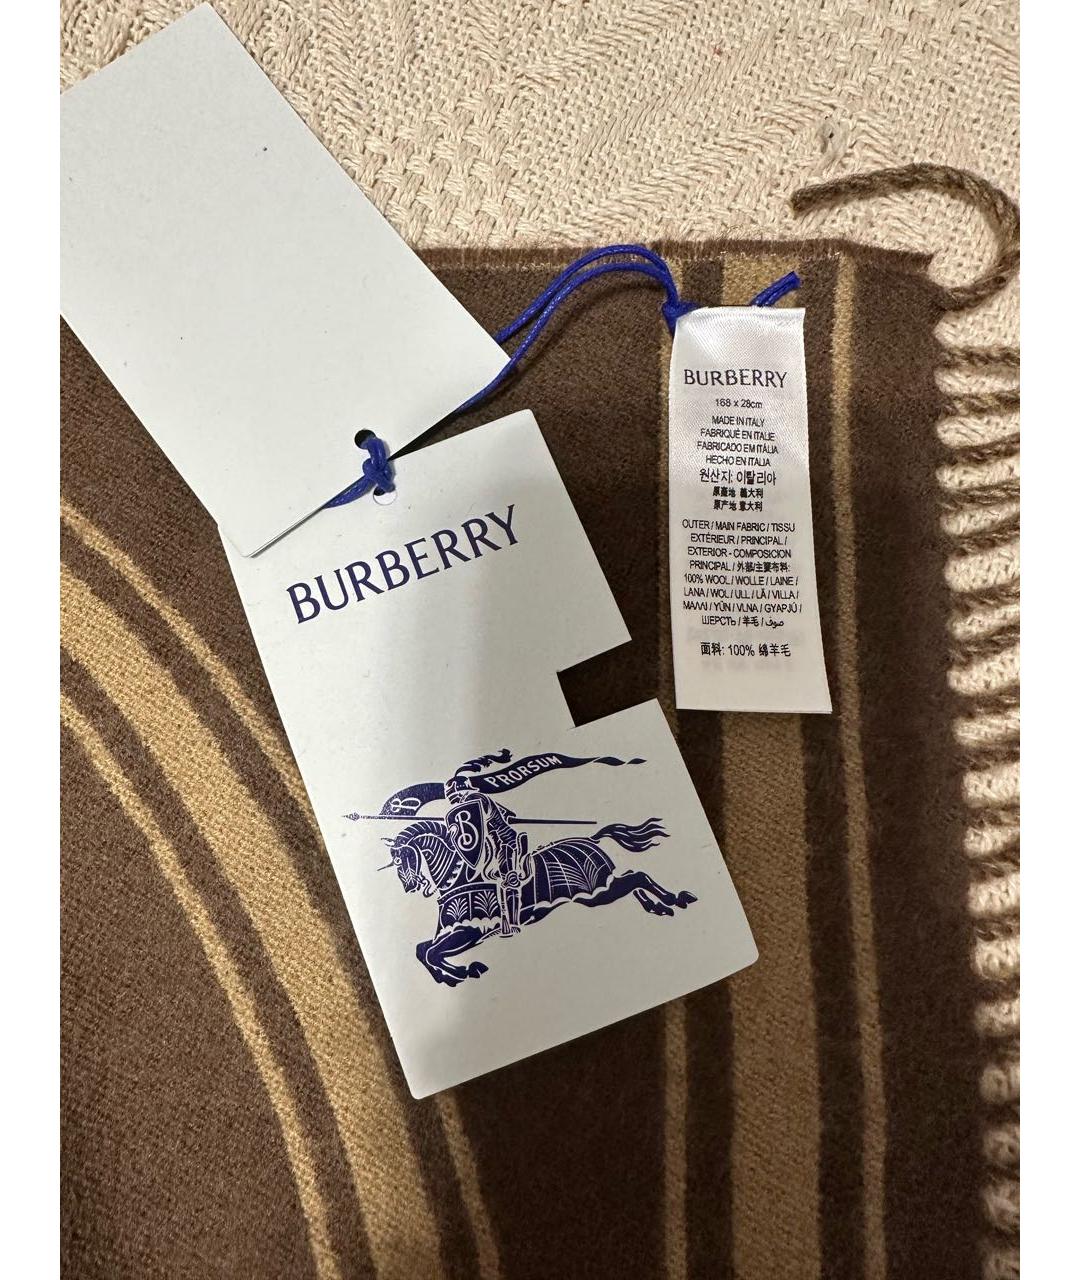 BURBERRY
PRORSUM
B
B
BURBERRY
168 x 28cm
MADE IN ITALY
FABRIQUÉ EN ITALIE
FABRICADO EM ITÁLIA
HECHO EN ITALIA
원산지: 이탈리아
原產地 義大利
原产地 意大利
OUTER / MAIN FABRIC / TISSU
EXTÉRIEUR / PRINCIPAL /
EXTERIOR - COMPOSICION
PRINCIPAL / 外部/主要布料:
100% WOOL / WOLLE / LAINE /
LANA / WOL / ULL / LÃ / VILLA /
ΜΑΛΛΙ / YÜN / VLNA / GYAPJÚ /
ШЕРСТЬ / 羊毛 / صوف
面料: 100% 绵羊毛